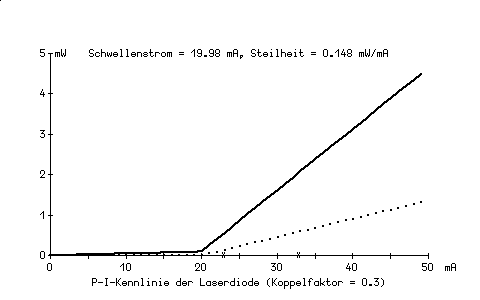 5 mW Schwellenstrom = 19.98 mA, Steilheit = 0.148 mW/mA
4
3
2
1
0
0 10 20 30 40 50 mA
P-I-Kennlinie der Laserdiode (Koppelfaktor = 0.3)